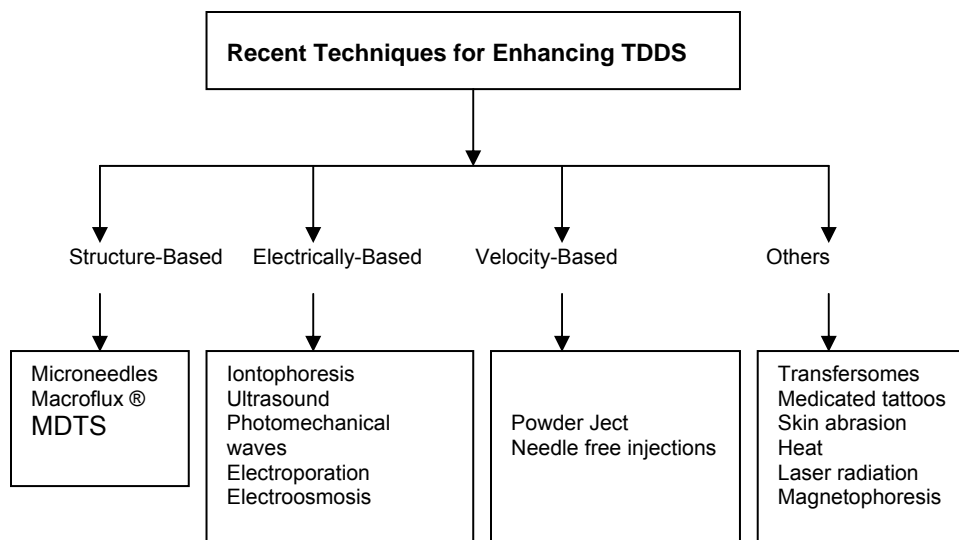 Recent Techniques for Enhancing TDDS
Structure-Based
Electrically-Based
Velocity-Based
Others
Microneedles
Macroflux ®
MDTS
Iontophoresis
Ultrasound
Photomechanical
waves
Electroporation
Electroosmosis
Powder Ject
Needle free injections
Transfersomes
Medicated tattoos
Skin abrasion
Heat
Laser radiation
Magnetophoresis